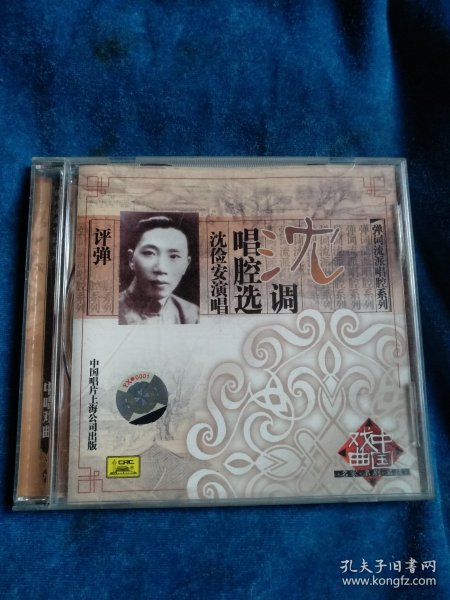 弹词流派唱腔系列
沈调
唱腔选
沈俭安演唱
评弹
中国唱片上海公司出版
CRC
中国
戏曲
孔夫子旧书网
www.kongfz.com